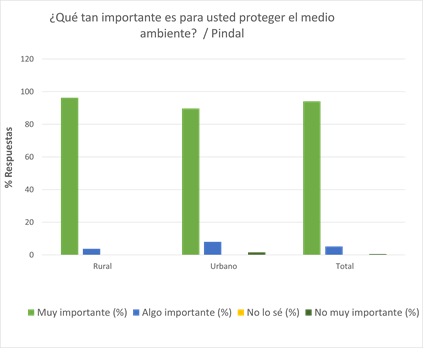 ¿Qué tan importante es para usted proteger el medio
ambiente? / Pindal
120
100
80
60
40
20
0
% Respuestas
Rural
Urbano
Total
Muy importante (%)
Algo importante (%)
No lo sé (%)
No muy importante (%)